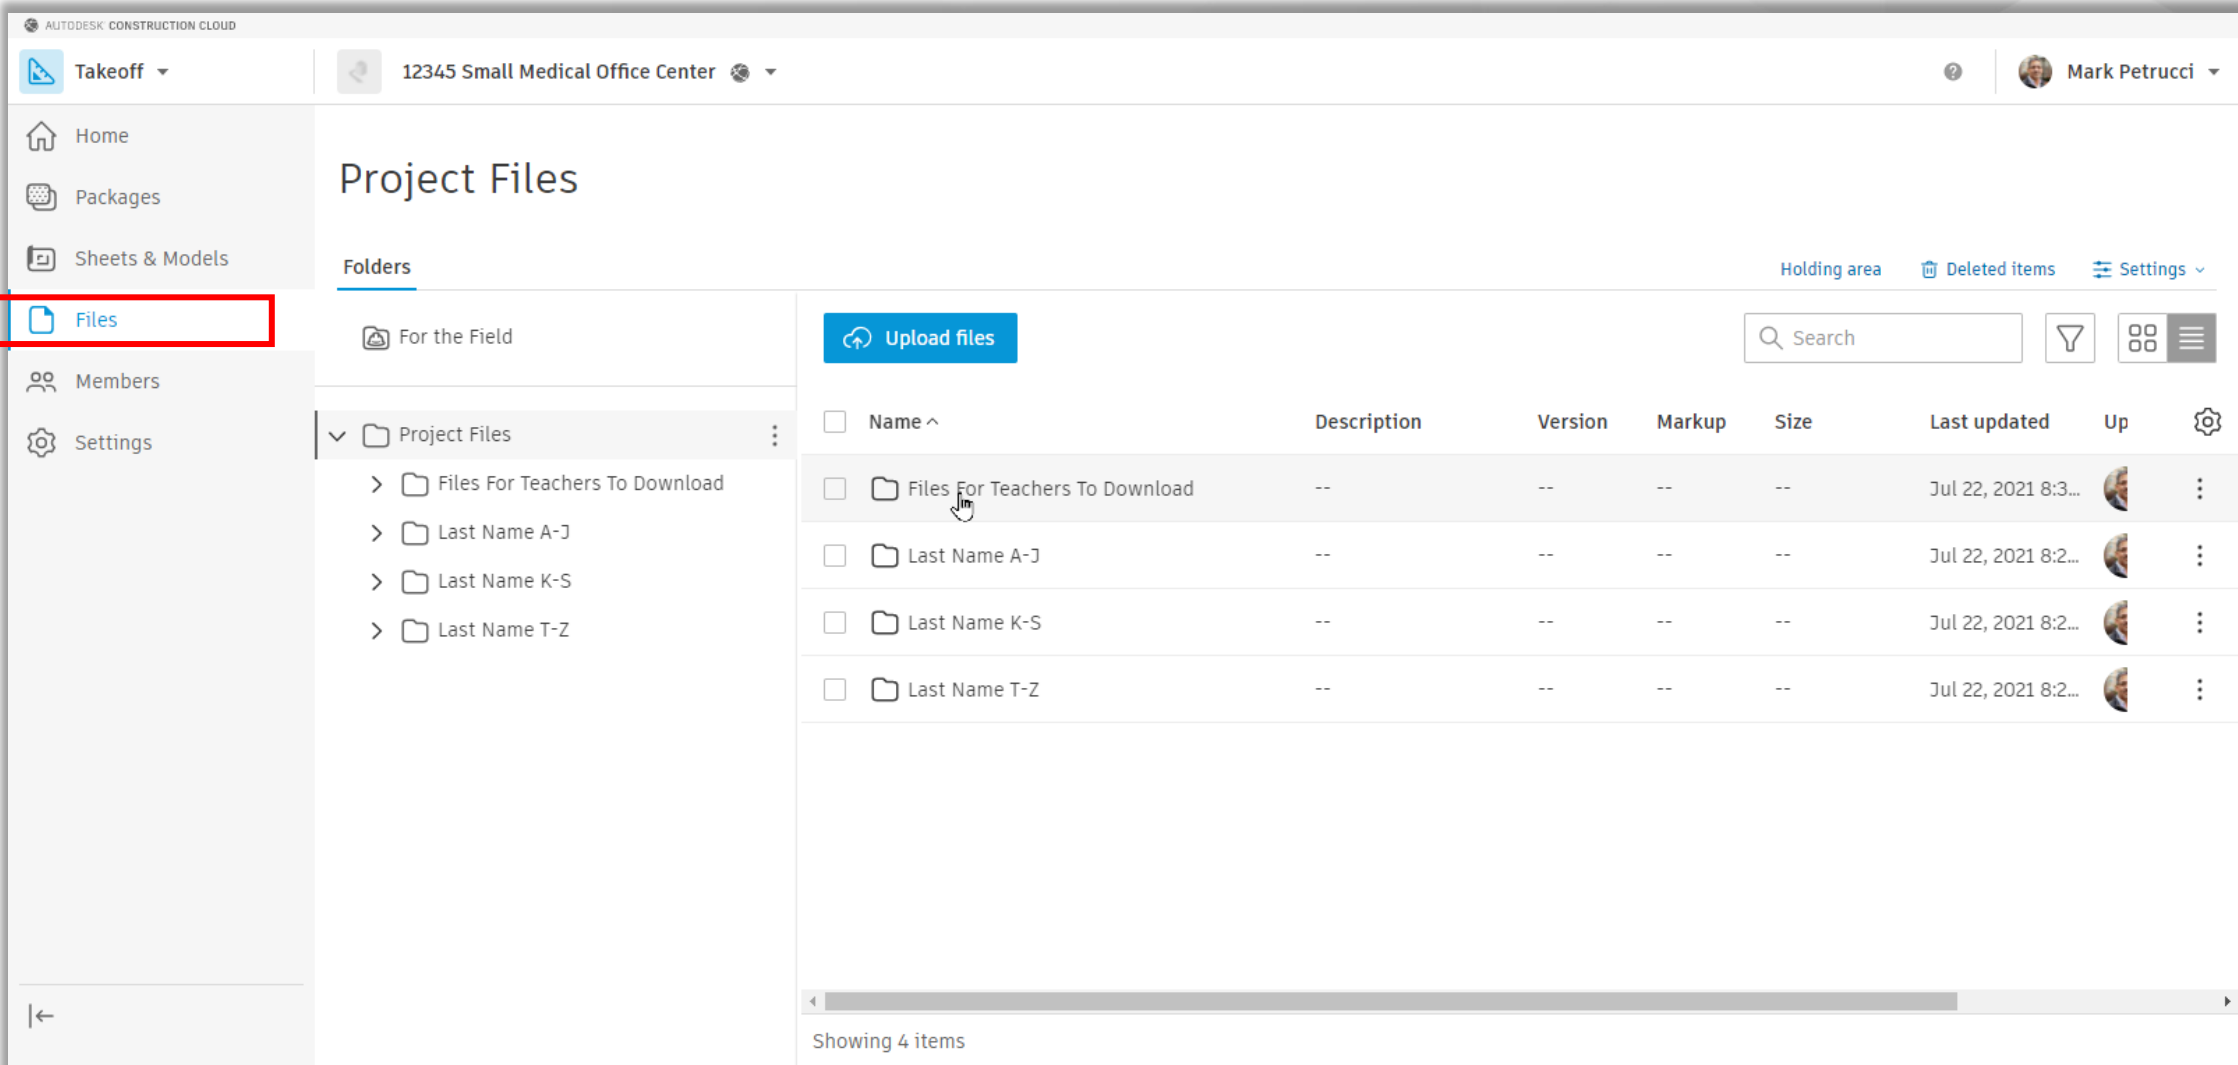 AUTODESK CONSTRUCTION CLOUD
Takeoff
12345 Small Medical Office Center
Mark Petrucci
Home
Packages
Sheets & Models
Files
Members
Settings
Project Files
Folders
Holding area
Deleted items
Settings
For the Field
Upload files
Search
Project Files
Files For Teachers To Download
Last Name A-J
Last Name K-S
Last Name T-Z
Name Description Version Markup Size Last updated Up
Files For Teachers To Download -- -- -- -- Jul 22, 2021 8:3...
Last Name A-J -- -- -- -- Jul 22, 2021 8:2...
Last Name K-S -- -- -- -- Jul 22, 2021 8:2...
Last Name T-Z -- -- -- -- Jul 22, 2021 8:2...
Showing 4 items